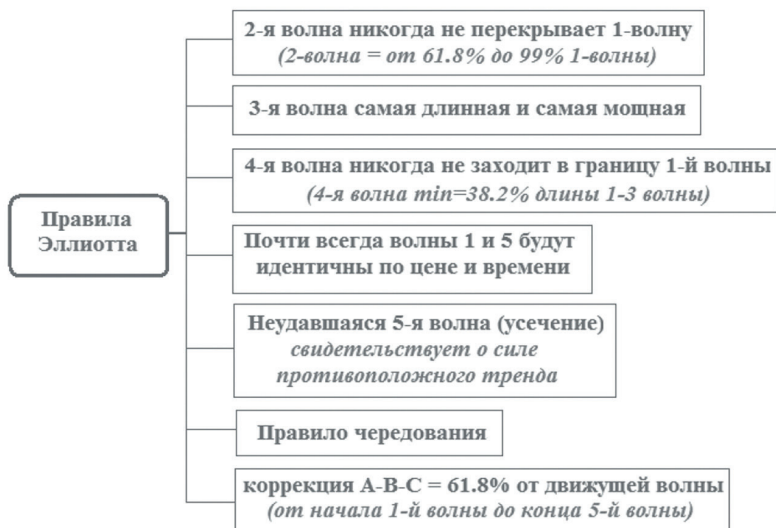 Правила
Эллиотта
2-я волна никогда не перекрывает 1-волну
(2-волна = от 61.8% до 99% 1-волны)
3-я волна самая длинная и самая мощная
4-я волна никогда не заходит в границу 1-й волны
(4-я волна min=38.2% длины 1-3 волны)
Почти всегда волны 1 и 5 будут
идентичны по цене и времени
Неудавшаяся 5-я волна (усечение)
свидетельствует о силе
противоположного тренда
Правило чередования
коррекция А-В-С = 61.8% от движущей волны
(от начала 1-й волны до конца 5-й волны)